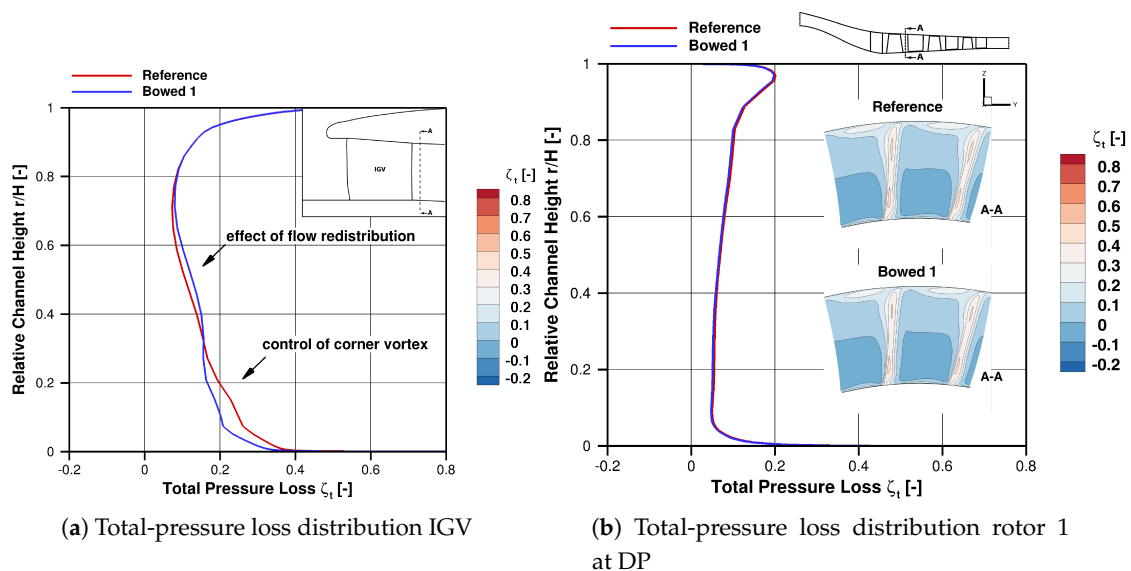 Reference
Bowed 1
Relative Channel Height r/H [-]
1
0.8
0.6
0.4
0.2
0
-0.2
0
0.2
0.4
0.6
0.8
Total Pressure Loss ζt [-]
effect of flow redistribution
control of corner vortex
A
IGV
A
ζt [-]
0.8
0.7
0.6
0.5
0.4
0.3
0.2
0.1
0
-0.1
-0.2
(a) Total-pressure loss distribution IGV
Reference
Bowed 1
A
A
Relative Channel Height r/H [-]
1
0.8
0.6
0.4
0.2
0
-0.2
0
0.2
0.4
0.6
0.8
Total Pressure Loss ζt [-]
Z
Y
Reference
A-A
Bowed 1
A-A
ζt [-]
0.8
0.7
0.6
0.5
0.4
0.3
0.2
0.1
0
-0.1
-0.2
(b) Total-pressure loss distribution rotor 1
at DP